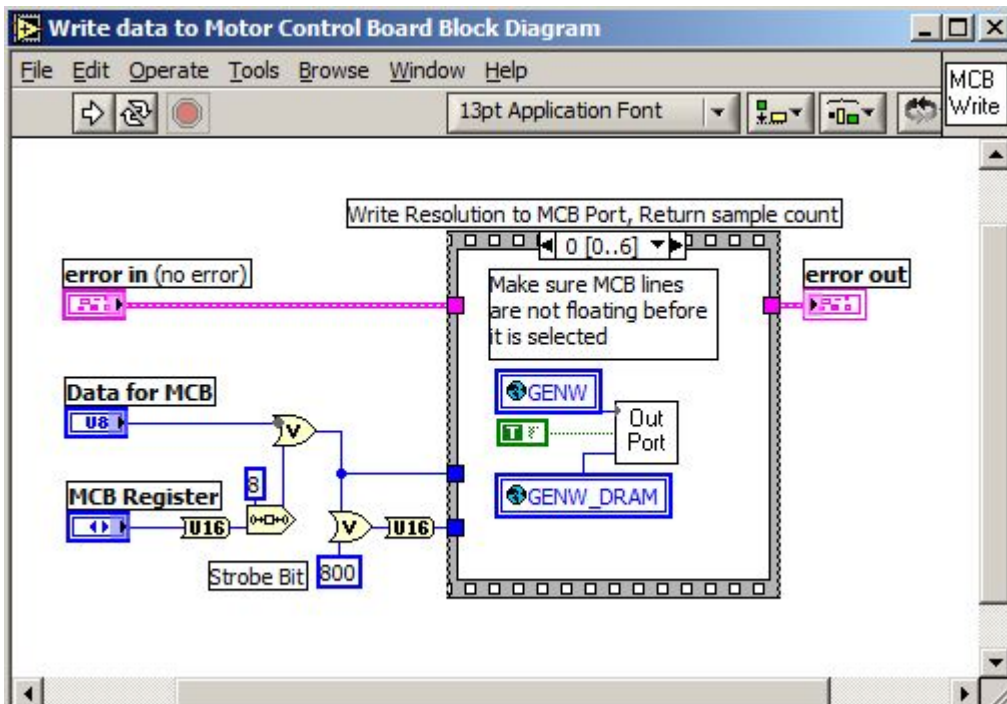 Write data to Motor Control Board Block Diagram
File Edit Operate Tools Browse Window Help
MCB
Write
13pt Application Font
Write Resolution to MCB Port, Return sample count
0 [0..6]
error in (no error)
error out
Make sure MCB lines
are not floating before
it is selected
Data for MCB
U8
V
GENW
T
Out
Port
MCB Register
8
U16
V
U16
GENW_DRAM
Strobe Bit
800